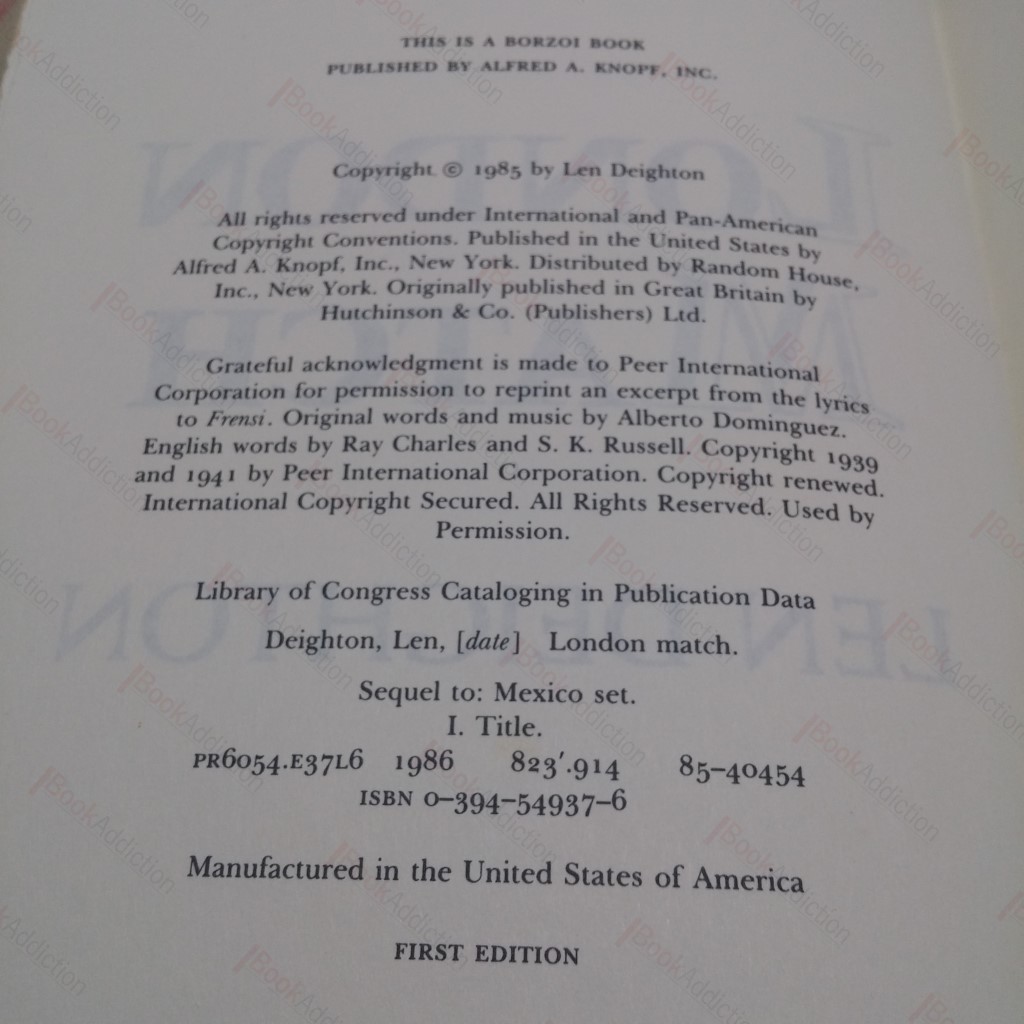 THIS IS A BORZOI BOOK
PUBLISHED BY ALFRED A. KNOPF, INC.
Copyright © 1985 by Len Deighton
All rights reserved under International and Pan-American
Copyright Conventions. Published in the United States by
Alfred A. Knopf, Inc., New York. Distributed by Random House,
Inc., New York. Originally published in Great Britain by
Hutchinson & Co. (Publishers) Ltd.
Grateful acknowledgment is made to Peer International
Corporation for permission to reprint an excerpt from the lyrics
to Frensi. Original words and music by Alberto Dominguez.
English words by Ray Charles and S. K. Russell. Copyright 1939
and 1941 by Peer International Corporation. Copyright renewed.
International Copyright Secured. All Rights Reserved. Used by
Permission.
Library of Congress Cataloging in Publication Data
Deighton, Len, [date] London match.
Sequel to: Mexico set.
I. Title.
PR6054.E37L6 1986 823'.914 85-40454
ISBN 0-394-54937-6
Manufactured in the United States of America
FIRST EDITION